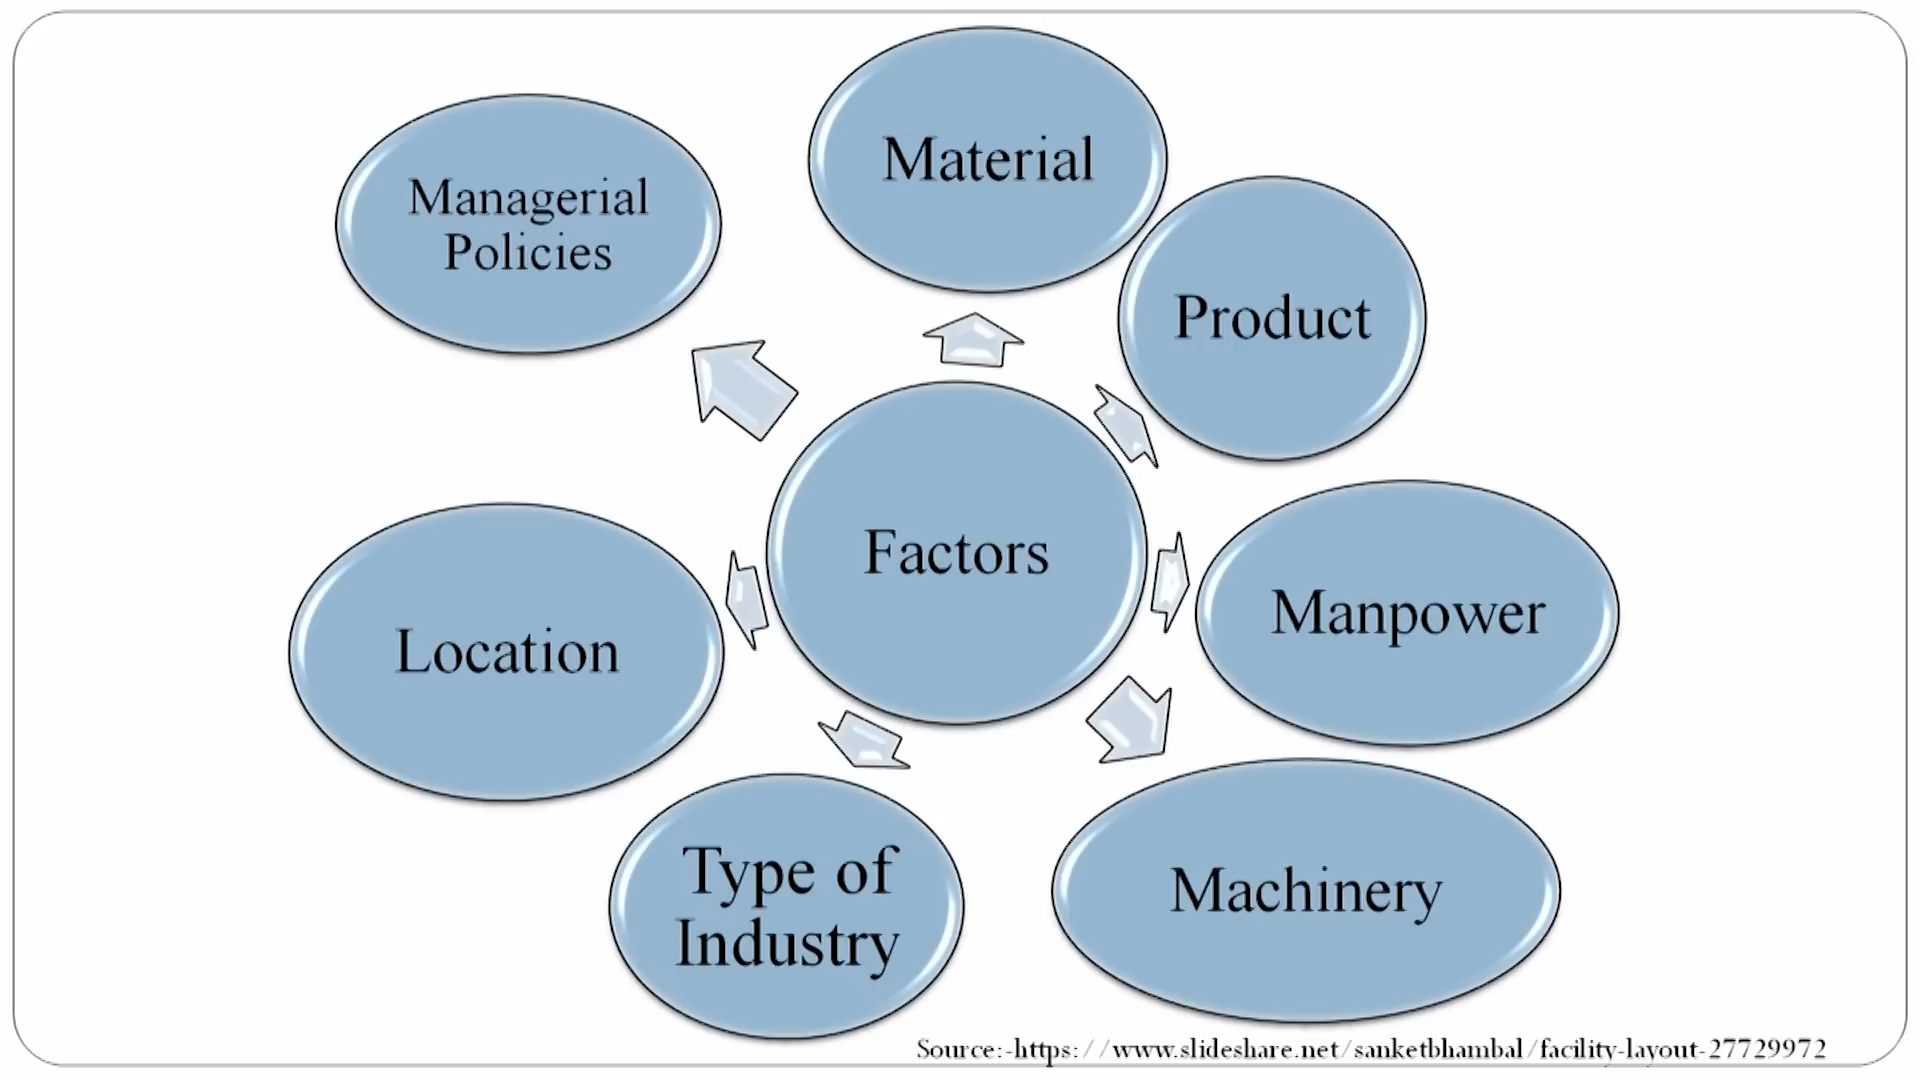 Material
Managerial
Policies
Product
Factors
Manpower
Location
Type of
Industry
Machinery
Source:-https://www.slideshare.net/sanketbhambal/facility-layout-27729972